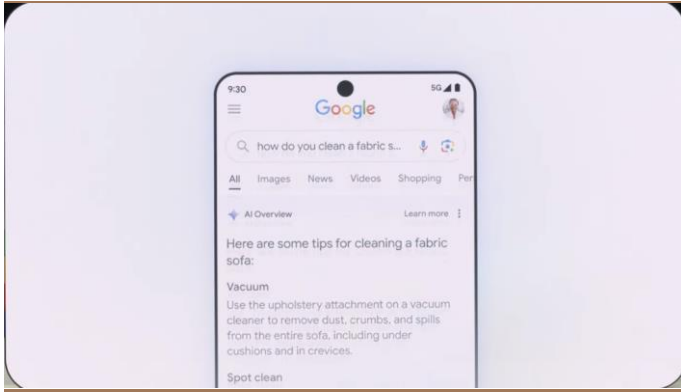 9:30 5G
Google
how do you clean a fabric s...
All Images News Videos Shopping Per
AI Overview Learn more
Here are some tips for cleaning a fabric
sofa:
Vacuum
Use the upholstery attachment on a vacuum
cleaner to remove dust, crumbs, and spills
from the entire sofa, including under
cushions and in crevices.
Spot clean